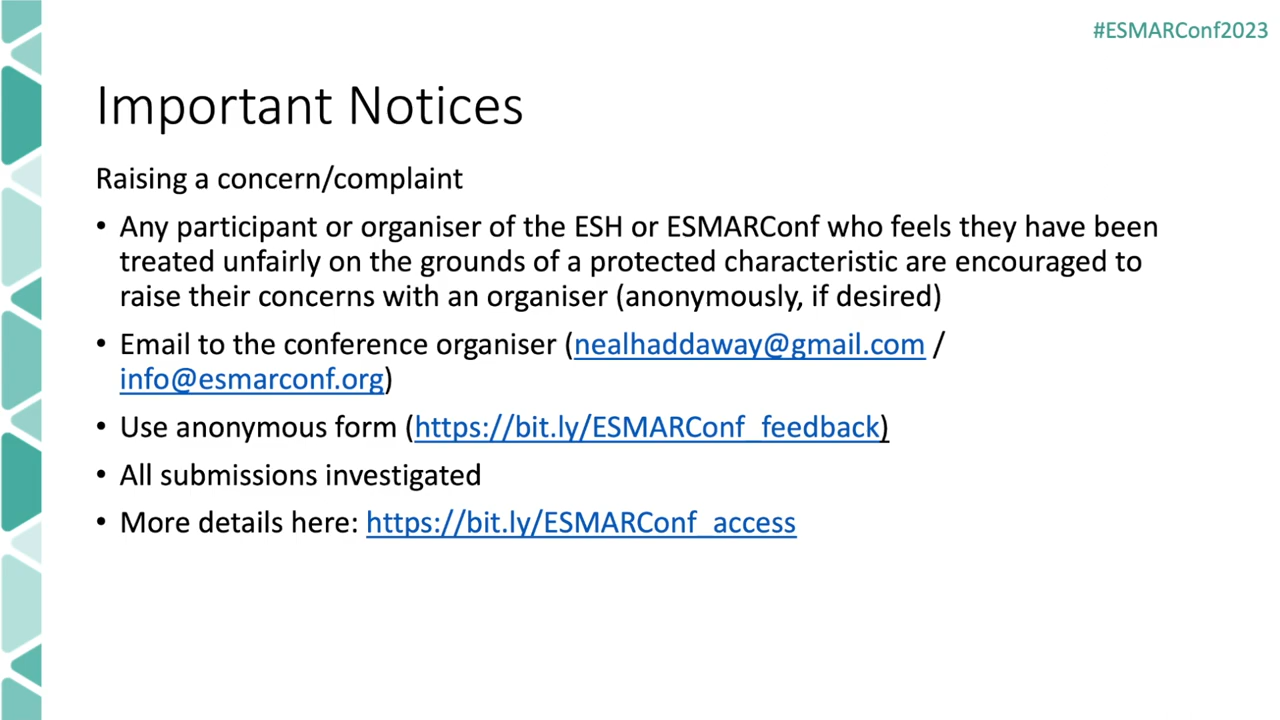 #ESMARConf2023
Important Notices
Raising a concern/complaint
• Any participant or organiser of the ESH or ESMARConf who feels they have been
treated unfairly on the grounds of a protected characteristic are encouraged to
raise their concerns with an organiser (anonymously, if desired)
• Email to the conference organiser (nealhaddaway@gmail.com /
info@esmarconf.org)
• Use anonymous form (https://bit.ly/ESMARConf_feedback)
• All submissions investigated
• More details here: https://bit.ly/ESMARConf_access